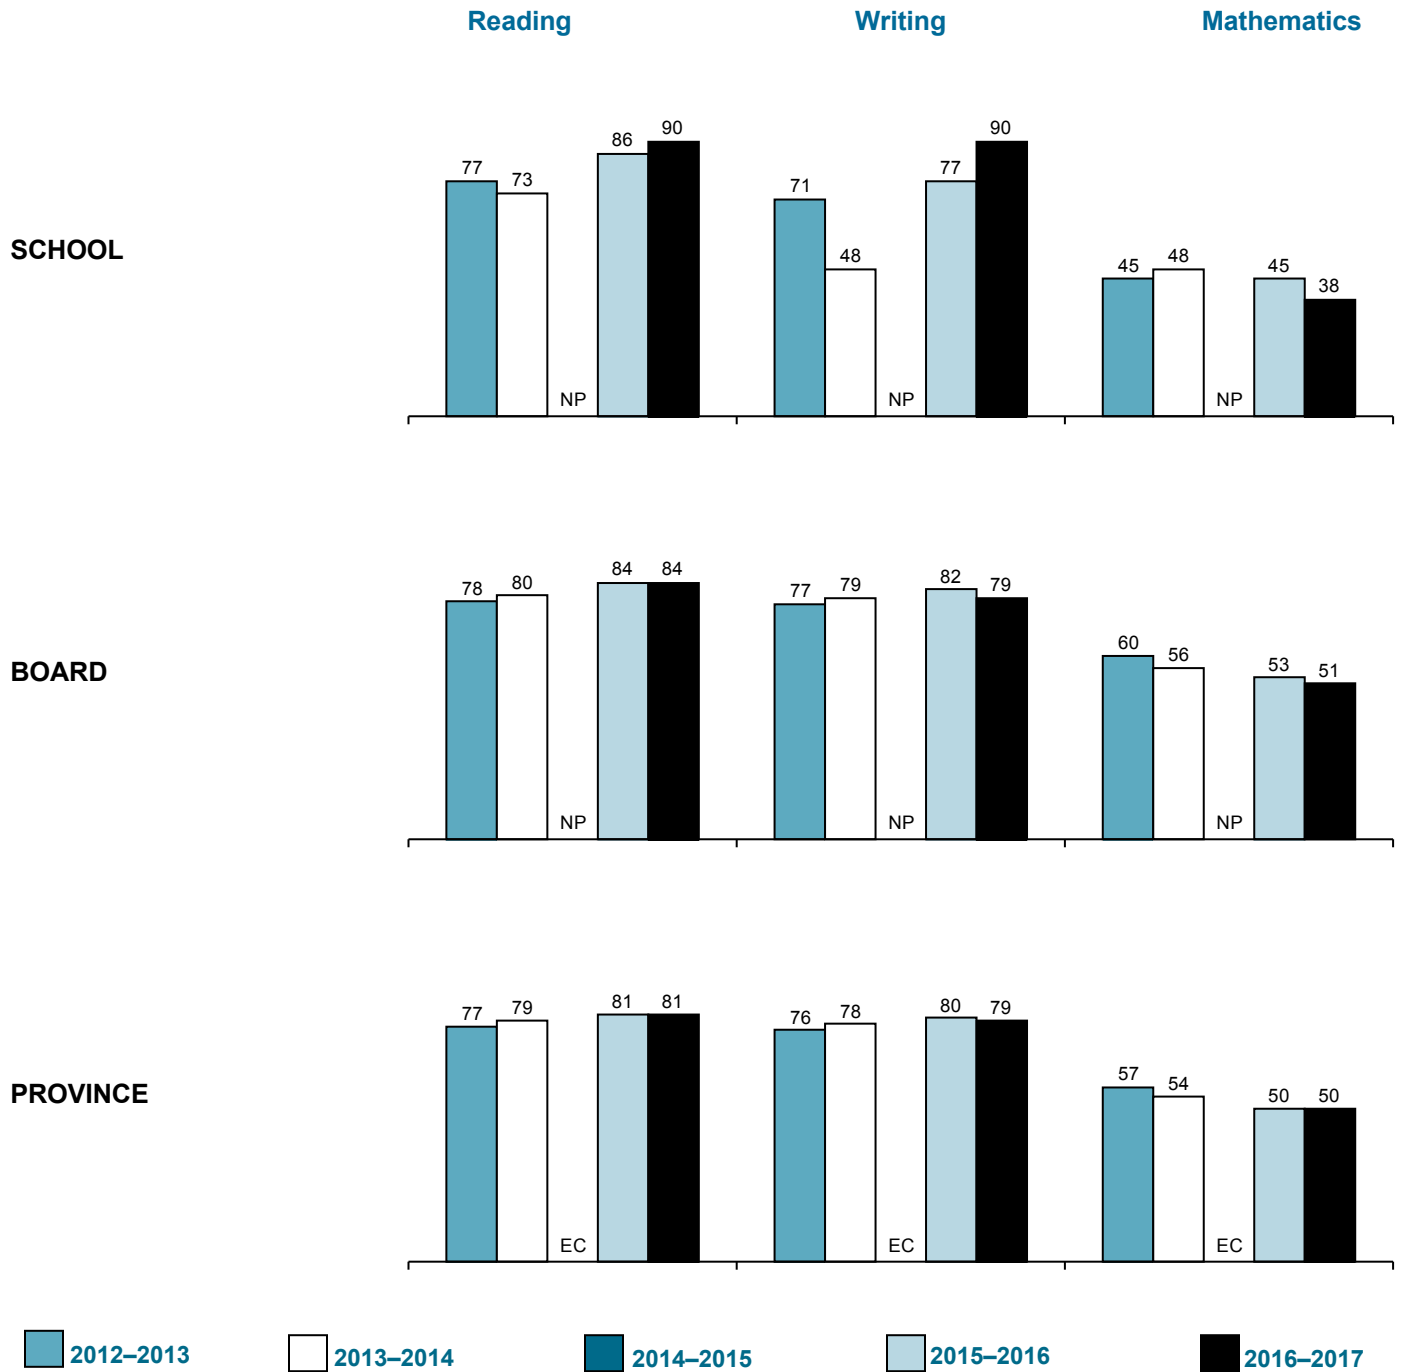 Reading Writing Mathematics
SCHOOL
77 73 NP 86 90 71 48 NP 77 90 45 48 NP 45 38
BOARD
78 80 NP 84 84 77 79 NP 82 79 60 56 NP 53 51
PROVINCE
77 79 EC 81 81 76 78 EC 80 79 57 54 EC 50 50
2012–2013 2013–2014 2014–2015 2015–2016 2016–2017